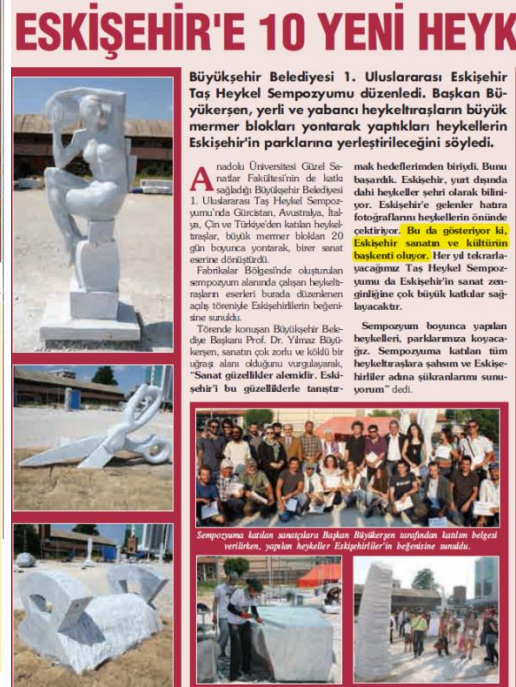 ESKİŞEHİR'E 10 YENİ HEYK
Büyükşehir Belediyesi 1. Uluslararası Eskişehir
Taş Heykel Sempozyumu düzenledi. Başkan Bü-
yükerşen, yerli ve yabancı heykeltıraşların büyük
mermer blokları yontarak yaptıkları heykellerin
Eskişehir'in parklarına yerleştirileceğini söyledi.
Anadolu Üniversitesi Güzel Sa-
natlar Fakültesi'nin de katkı
sağladığı Büyükşehir Belediyesi
1. Uluslararası Taş Heykel Sempoz-
yumu'nda Gürcistan, Avustralya, İtal-
ya, Çin ve Türkiye'den katılan heykel-
tıraşlar, büyük mermer blokları 20
gün boyunca yontarak, birer sanat
eserine dönüştürdü.
Fabrikalar Bölgesi'nde oluşturulan
sempozyum alanında çalışan heykeltı-
raşların eserleri burada düzenlenen
açılış töreniyle Eskişehirlilerin beğeni-
sine sunuldu.
Törende konuşan Büyükşehir Bele-
diye Başkanı Prof. Dr. Yılmaz Büyü-
kerşen, sanatın çok zorlu ve köklü bir
uğraşı alanı olduğunu vurgulayarak,
"Sanat güzellikler alemidir. Eski-
şehir'i bu güzelliklerle tanıştır-
mak hedeflerimden biriydi. Bunu
başardık. Eskişehir, yurt dışında
dahi heykeller şehri olarak bilini-
yor. Eskişehir'e gelenler hatıra
fotoğraflarını heykellerin önünde
çektiriyor. Bu da gösteriyor ki,
Eskişehir sanatın ve kültürün
başkenti oluyor. Her yıl tekrarla-
yacağımız Taş Heykel Sempoz-
yumu da Eskişehir'in sanat zen-
ginliğine çok büyük katkılar sağ-
layacaktır.
Sempozyum boyunca yapılan
heykelleri, parklarımıza koyaca-
ğız. Sempozyuma katılan tüm
heykeltıraşlara şahsım ve Eskişe-
hirliler adına şükranlarımı sunu-
yorum" dedi.
Sempozyuma katılan sanatçılara Başkan Büyükerşen tarafından katılım belgesi
verilirken, yapılan heykeller Eskişehirliler'in beğenisine sunuldu.